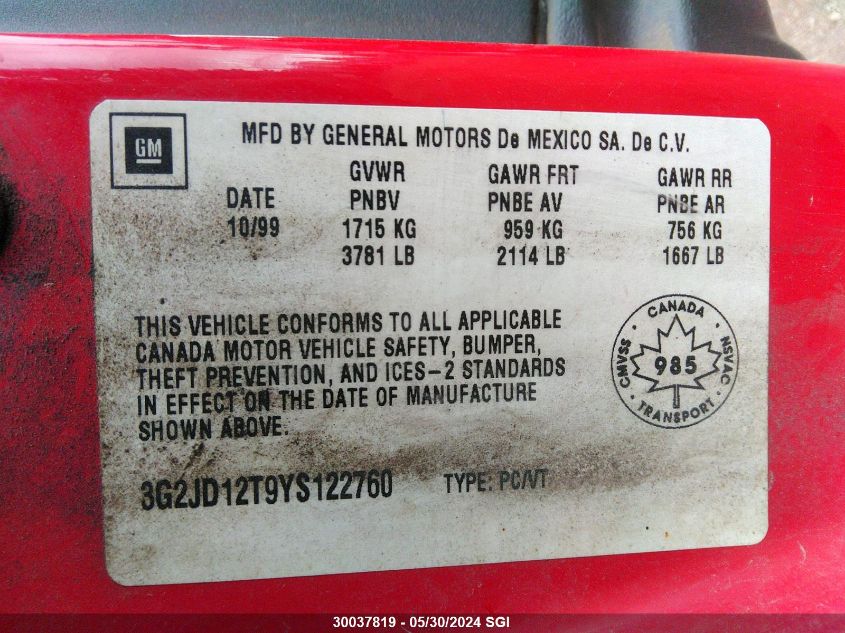 GM
MFD BY GENERAL MOTORS De MEXICO SA. De C.V.
GVWR GAWR FRT GAWR RR
DATE PNBV PNBE AV PNBE AR
10/99 1715 KG 959 KG 756 KG
3781 LB 2114 LB 1667 LB
THIS VEHICLE CONFORMS TO ALL APPLICABLE
CANADA MOTOR VEHICLE SAFETY, BUMPER,
THEFT PREVENTION, AND ICES-2 STANDARDS
IN EFFECT ON THE DATE OF MANUFACTURE
SHOWN ABOVE.
CANADA
CMVSS 985 NSVAC
TRANSPORT
3G2JD12T9YS122760 TYPE: PC/VT
30037819 - 05/30/2024 SGI